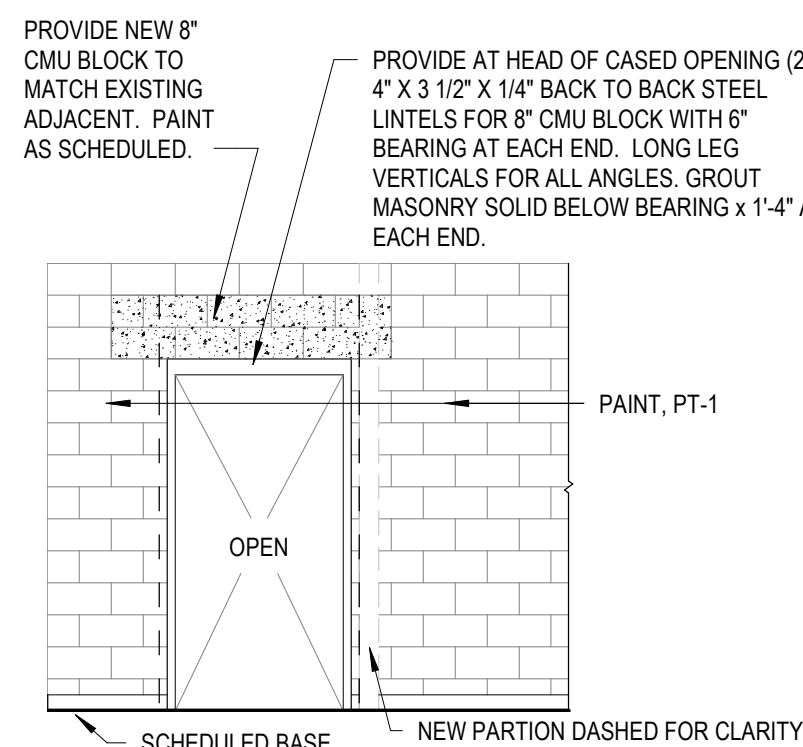 PROVIDE NEW 8"
CMU BLOCK TO
MATCH EXISTING
ADJACENT. PAINT
AS SCHEDULED.
PROVIDE AT HEAD OF CASED OPENING (2
4" X 3 1/2" X 1/4" BACK TO BACK STEEL
LINTELS FOR 8" CMU BLOCK WITH 6"
BEARING AT EACH END. LONG LEG
VERTICALS FOR ALL ANGLES. GROUT
MASONRY SOLID BELOW BEARING x 1'-4"
EACH END.
PAINT, PT-1
OPEN
SCHEDULED BASE
NEW PARTION DASHED FOR CLARITY